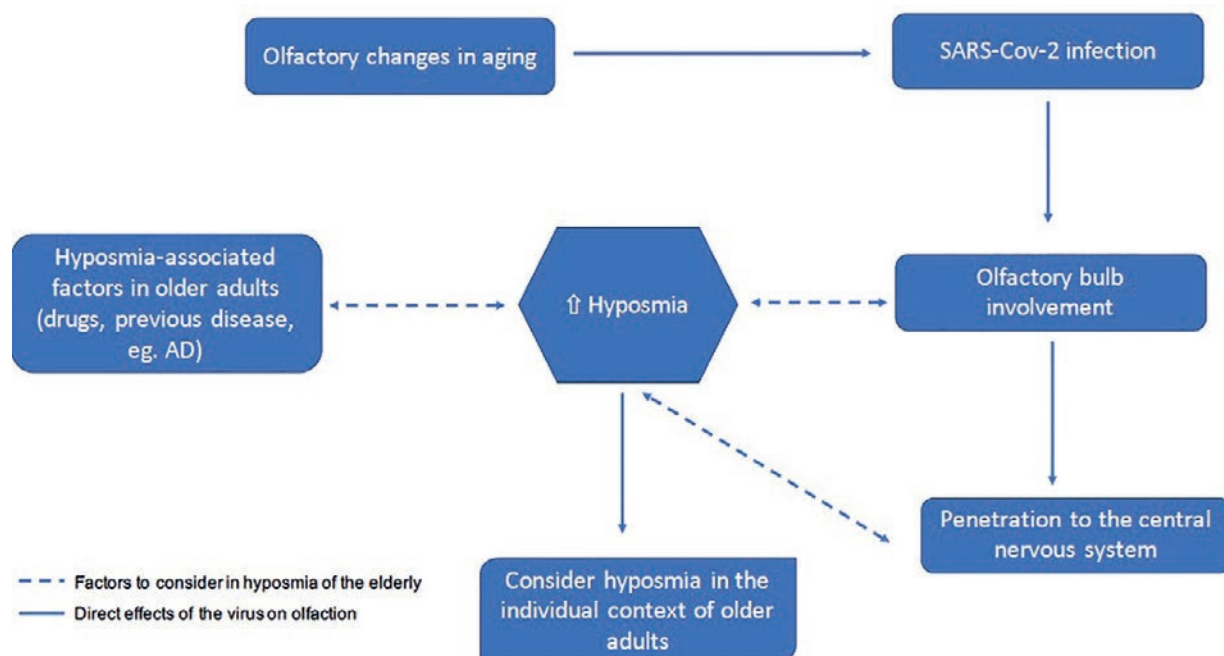 Olfactory changes in aging
SARS-Cov-2 infection
Hyposmia-associated
factors in older adults
(drugs, previous disease,
eg. AD)
⇧ Hyposmia
Olfactory bulb
involvement
Penetration to the central
nervous system
Consider hyposmia in the
individual context of older
adults
Factors to consider in hyposmia of the elderly
Direct effects of the virus on olfaction